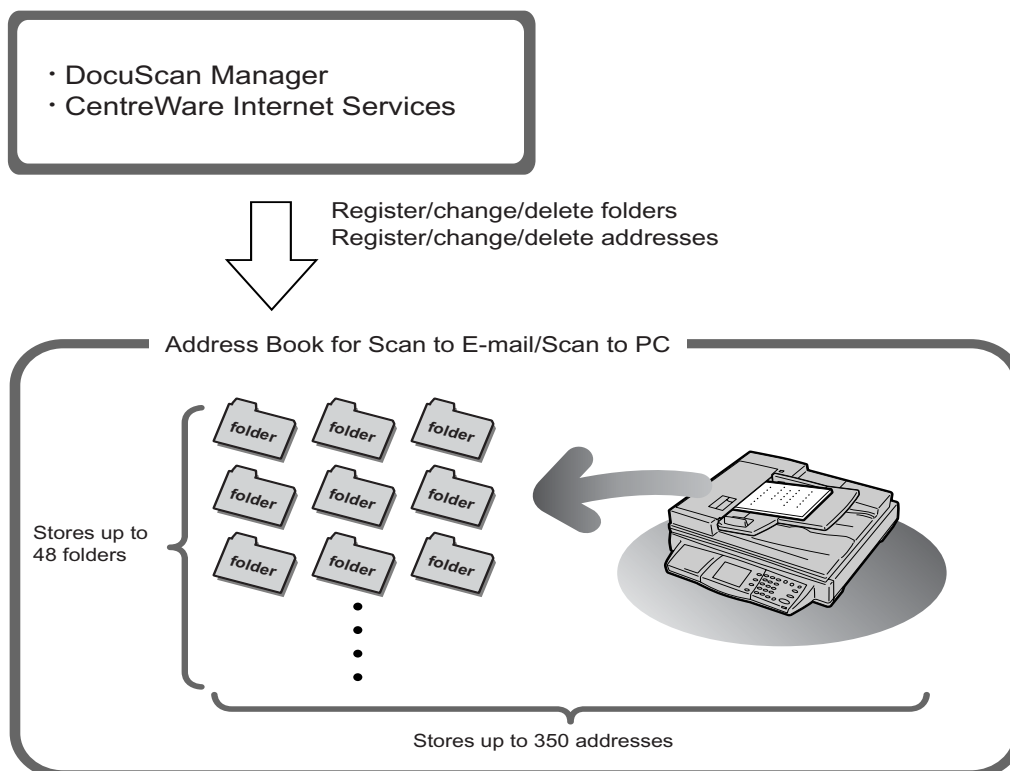 · DocuScan Manager
· CentreWare Internet Services
Register/change/delete folders
Register/change/delete addresses
Address Book for Scan to E-mail/Scan to PC
folder folder folder
folder folder folder
folder folder folder
Stores up to
48 folders
Stores up to 350 addresses